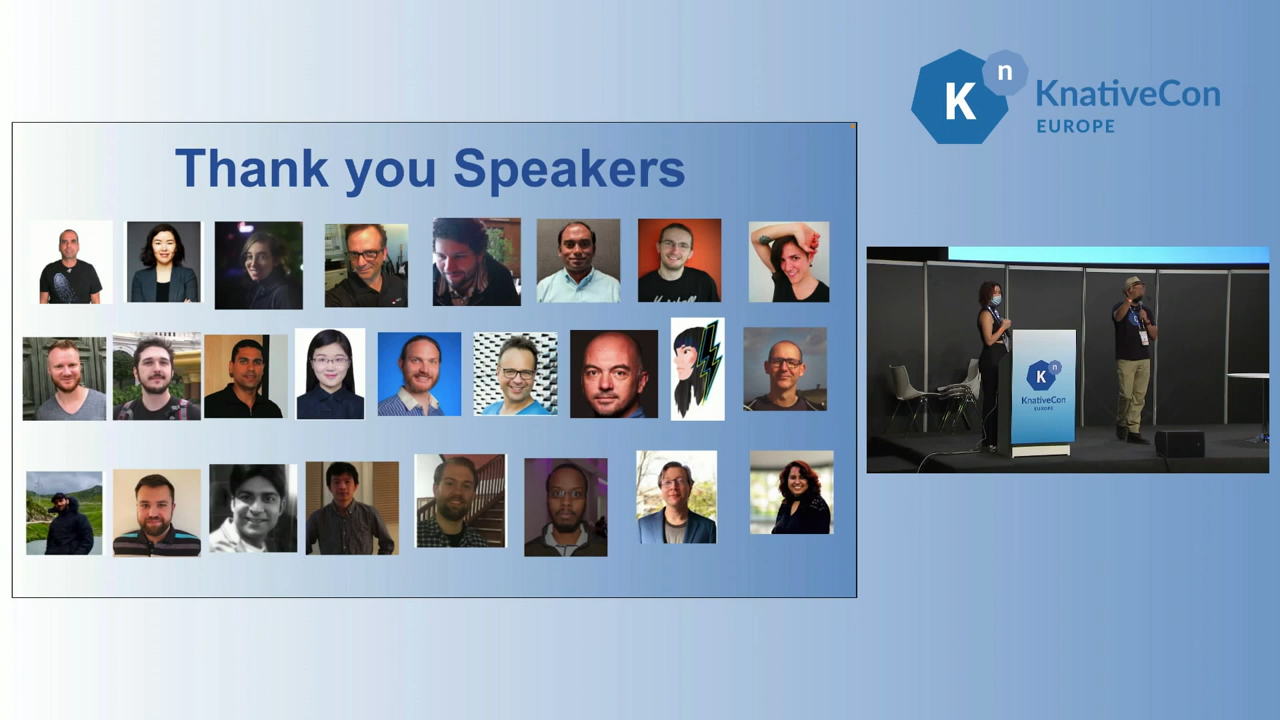 Thank you Speakers
K n
KnativeCon
EUROPE
K n
KnativeCon
EUROPE